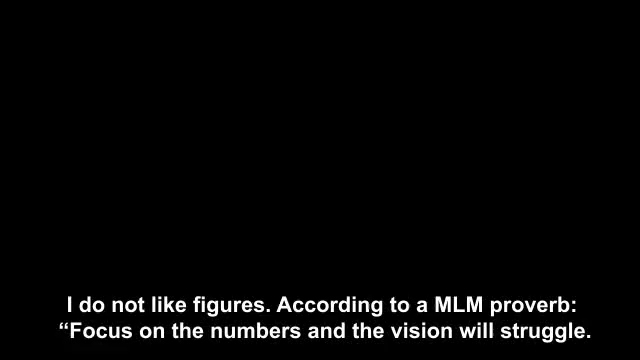 I do not like figures. According to a MLM proverb:
“Focus on the numbers and the vision will struggle.